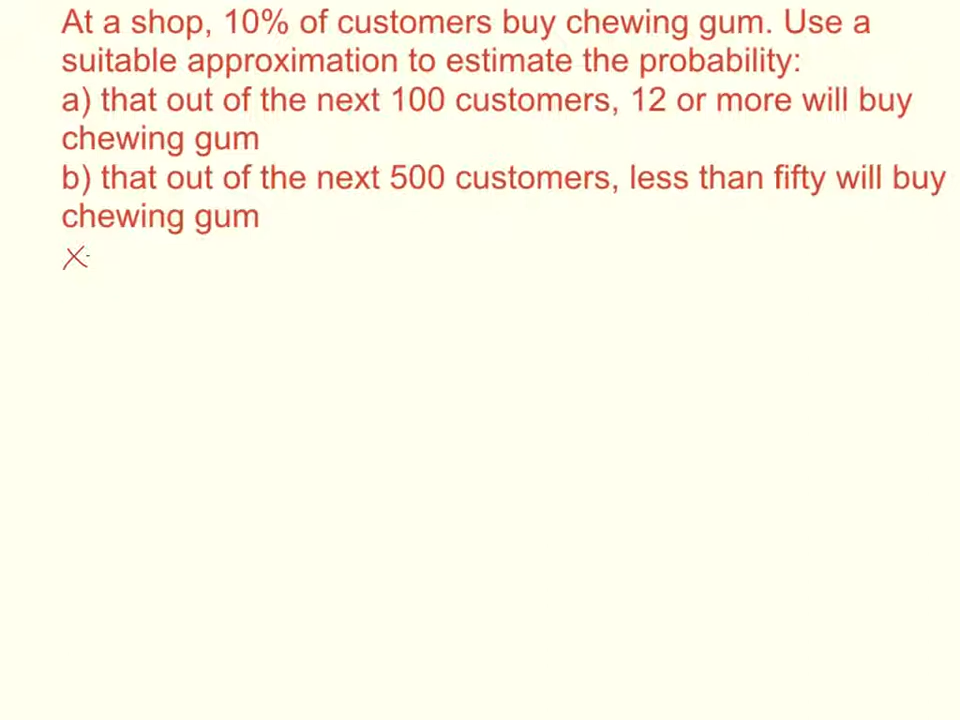 At a shop, 10% of customers buy chewing gum. Use a
suitable approximation to estimate the probability:
a) that out of the next 100 customers, 12 or more will buy
chewing gum
b) that out of the next 500 customers, less than fifty will buy
chewing gum
X